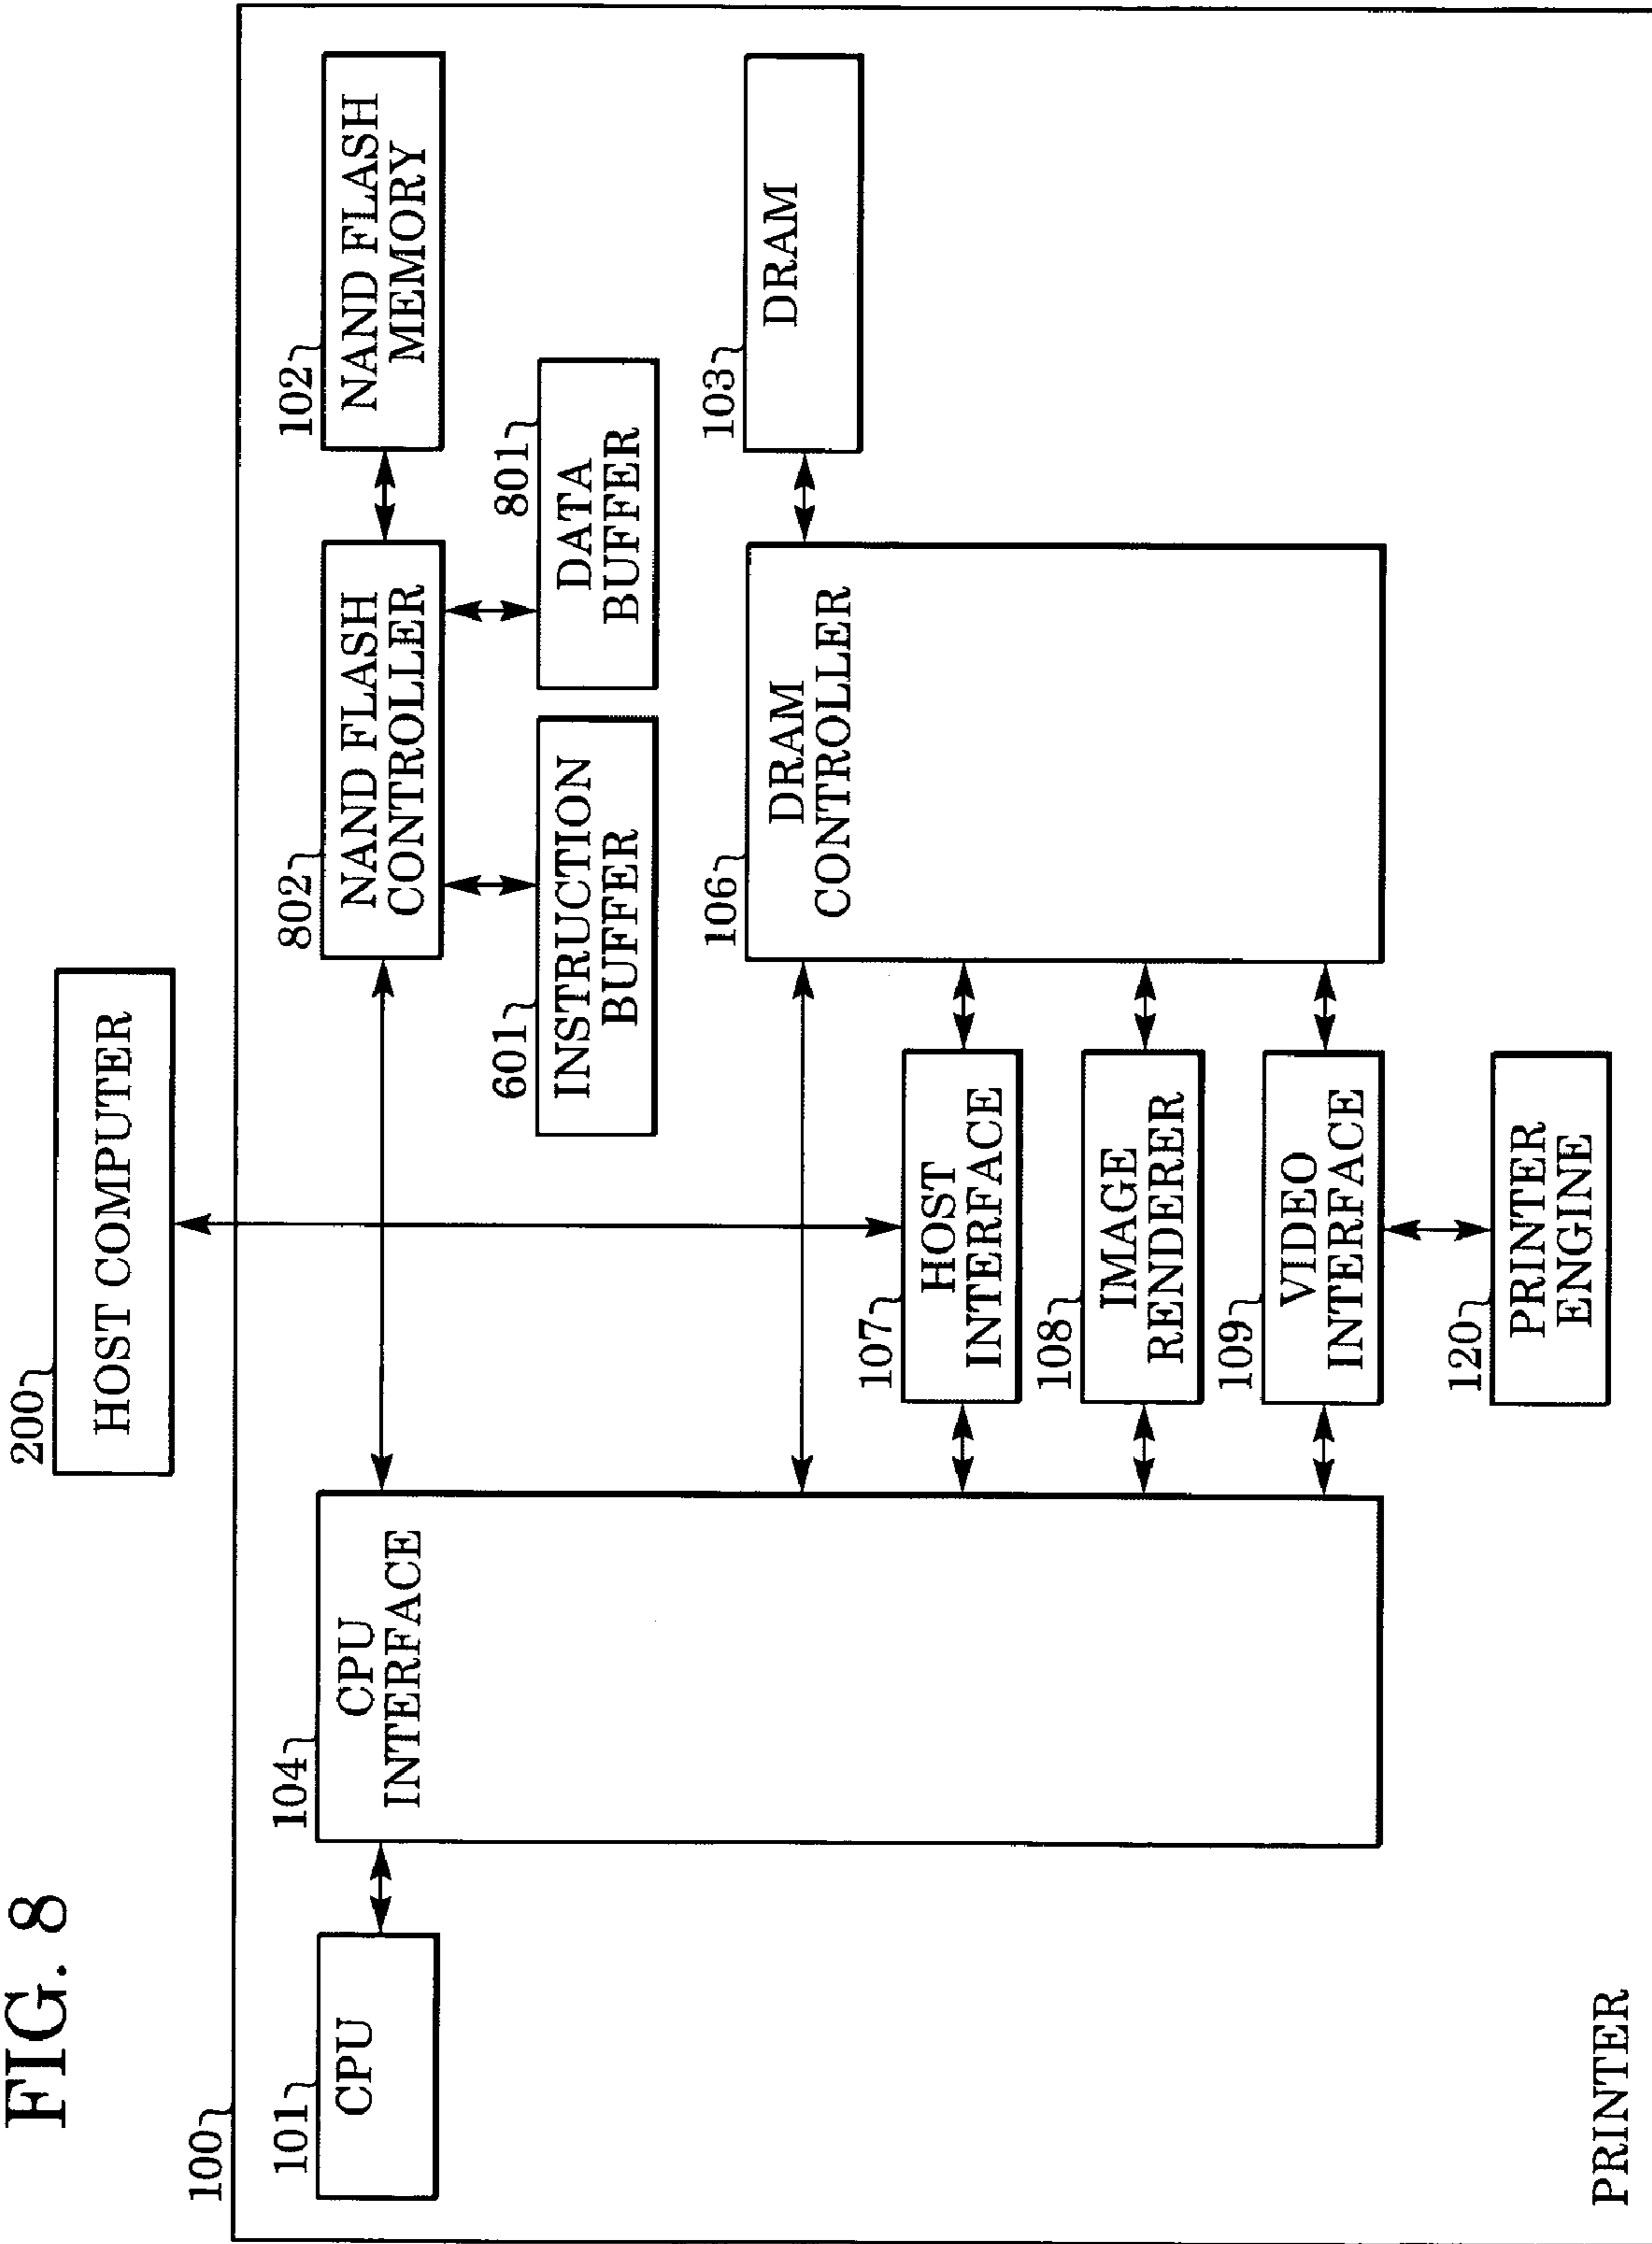 FIG. 8
200
HOST COMPUTER
100
101
CPU
104
CPU
INTERFACE
802
NAND FLASH
CONTROLLER
102
NAND FLASH
MEMORY
601
INSTRUCTION
BUFFER
801
DATA
BUFFER
106
DRAM
CONTROLLER
103
DRAM
107
HOST
INTERFACE
108
IMAGE
RENDERER
109
VIDEO
INTERFACE
120
PRINTER
ENGINE
PRINTER